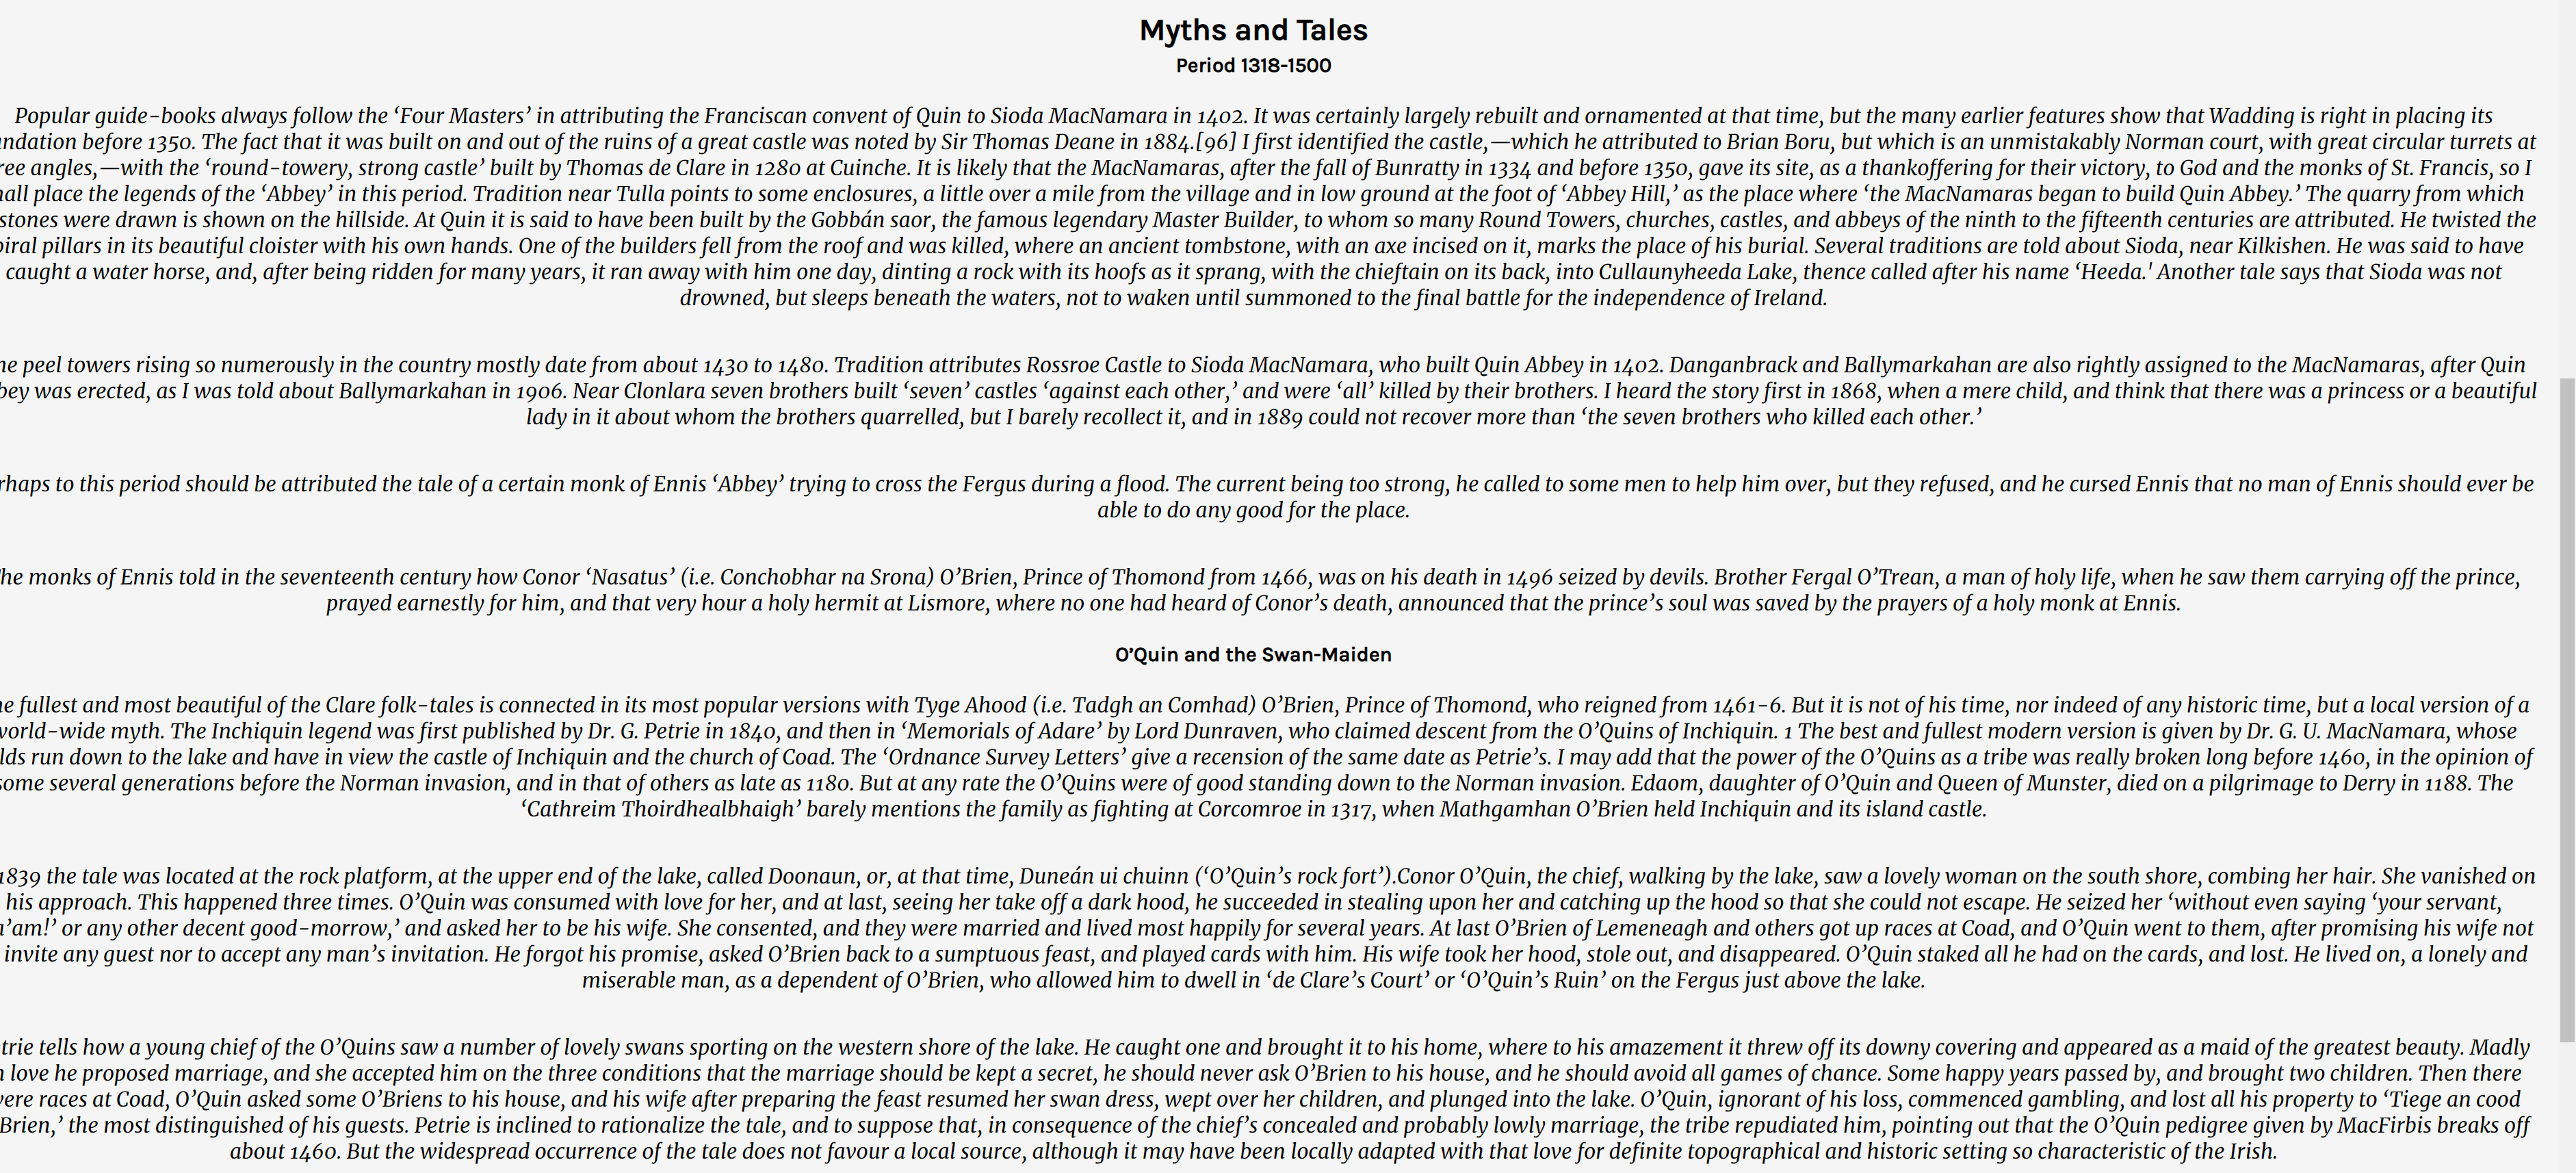 Myths and Tales
Period 1318-1500
Popular guide-books always follow the ‘Four Masters’ in attributing the Franciscan convent of Quin to Sioda MacNamara in 1402. It was certainly largely rebuilt and ornamented at that time, but the many earlier features show that Wadding is right in placing its
ndation before 1350. The fact that it was built on and out of the ruins of a great castle was noted by Sir Thomas Deane in 1884.[96] I first identified the castle,—which he attributed to Brian Boru, but which is an unmistakably Norman court, with great circular turrets at
ree angles,—with the ‘round-towery, strong castle’ built by Thomas de Clare in 1280 at Cuinche. It is likely that the MacNamaras, after the fall of Bunratty in 1334 and before 1350, gave its site, as a thankoffering for their victory, to God and the monks of St. Francis, so I
all place the legends of the ‘Abbey’ in this period. Tradition near Tulla points to some enclosures, a little over a mile from the village and in low ground at the foot of ‘Abbey Hill,’ as the place where ‘the MacNamaras began to build Quin Abbey.’ The quarry from which
stones were drawn is shown on the hillside. At Quin it is said to have been built by the Gobbán saor, the famous legendary Master Builder, to whom so many Round Towers, churches, castles, and abbeys of the ninth to the fifteenth centuries are attributed. He twisted the
iral pillars in its beautiful cloister with his own hands. One of the builders fell from the roof and was killed, where an ancient tombstone, with an axe incised on it, marks the place of his burial. Several traditions are told about Sioda, near Kilkishen. He was said to have
caught a water horse, and, after being ridden for many years, it ran away with him one day, dinting a rock with its hoofs as it sprang, with the chieftain on its back, into Cullaunyheeda Lake, thence called after his name ‘Heeda.' Another tale says that Sioda was not
drowned, but sleeps beneath the waters, not to waken until summoned to the final battle for the independence of Ireland.
he peel towers rising so numerously in the country mostly date from about 1430 to 1480. Tradition attributes Rossroe Castle to Sioda MacNamara, who built Quin Abbey in 1402. Danganbrack and Ballymarkahan are also rightly assigned to the MacNamaras, after Quin
bey was erected, as I was told about Ballymarkahan in 1906. Near Clonlara seven brothers built ‘seven’ castles ‘against each other,’ and were ‘all’ killed by their brothers. I heard the story first in 1868, when a mere child, and think that there was a princess or a beautiful
lady in it about whom the brothers quarrelled, but I barely recollect it, and in 1889 could not recover more than ‘the seven brothers who killed each other.’
rhaps to this period should be attributed the tale of a certain monk of Ennis ‘Abbey’ trying to cross the Fergus during a flood. The current being too strong, he called to some men to help him over, but they refused, and he cursed Ennis that no man of Ennis should ever be
able to do any good for the place.
he monks of Ennis told in the seventeenth century how Conor ‘Nasatus’ (i.e. Conchobhar na Srona) O’Brien, Prince of Thomond from 1466, was on his death in 1496 seized by devils. Brother Fergal O’Trean, a man of holy life, when he saw them carrying off the prince,
prayed earnestly for him, and that very hour a holy hermit at Lismore, where no one had heard of Conor’s death, announced that the prince’s soul was saved by the prayers of a holy monk at Ennis.
O’Quin and the Swan-Maiden
he fullest and most beautiful of the Clare folk-tales is connected in its most popular versions with Tyge Ahood (i.e. Tadgh an Comhad) O’Brien, Prince of Thomond, who reigned from 1461-6. But it is not of his time, nor indeed of any historic time, but a local version of a
world-wide myth. The Inchiquin legend was first published by Dr. G. Petrie in 1840, and then in ‘Memorials of Adare’ by Lord Dunraven, who claimed descent from the O’Quins of Inchiquin. 1 The best and fullest modern version is given by Dr. G. U. MacNamara, whose
lds run down to the lake and have in view the castle of Inchiquin and the church of Coad. The ‘Ordnance Survey Letters’ give a recension of the same date as Petrie’s. I may add that the power of the O’Quins as a tribe was really broken long before 1460, in the opinion of
some several generations before the Norman invasion, and in that of others as late as 1180. But at any rate the O’Quins were of good standing down to the Norman invasion. Edaom, daughter of O’Quin and Queen of Munster, died on a pilgrimage to Derry in 1188. The
‘Cathreim Thoirdhealbhaigh’ barely mentions the family as fighting at Corcomroe in 1317, when Mathgamhan O’Brien held Inchiquin and its island castle.
1839 the tale was located at the rock platform, at the upper end of the lake, called Doonaun, or, at that time, Duneán ui chuinn (‘O’Quin’s rock fort’).Conor O’Quin, the chief, walking by the lake, saw a lovely woman on the south shore, combing her hair. She vanished on
his approach. This happened three times. O’Quin was consumed with love for her, and at last, seeing her take off a dark hood, he succeeded in stealing upon her and catching up the hood so that she could not escape. He seized her ‘without even saying ‘your servant,
’am!’ or any other decent good-morrow,’ and asked her to be his wife. She consented, and they were married and lived most happily for several years. At last O’Brien of Lemeneagh and others got up races at Coad, and O’Quin went to them, after promising his wife not
invite any guest nor to accept any man’s invitation. He forgot his promise, asked O’Brien back to a sumptuous feast, and played cards with him. His wife took her hood, stole out, and disappeared. O’Quin staked all he had on the cards, and lost. He lived on, a lonely and
miserable man, as a dependent of O’Brien, who allowed him to dwell in ‘de Clare’s Court’ or ‘O’Quin’s Ruin’ on the Fergus just above the lake.
trie tells how a young chief of the O’Quins saw a number of lovely swans sporting on the western shore of the lake. He caught one and brought it to his home, where to his amazement it threw off its downy covering and appeared as a maid of the greatest beauty. Madly
love he proposed marriage, and she accepted him on the three conditions that the marriage should be kept a secret, he should never ask O’Brien to his house, and he should avoid all games of chance. Some happy years passed by, and brought two children. Then there
ere races at Coad, O’Quin asked some O’Briens to his house, and his wife after preparing the feast resumed her swan dress, wept over her children, and plunged into the lake. O’Quin, ignorant of his loss, commenced gambling, and lost all his property to ‘Tiege an cood
Brien,’ the most distinguished of his guests. Petrie is inclined to rationalize the tale, and to suppose that, in consequence of the chief’s concealed and probably lowly marriage, the tribe repudiated him, pointing out that the O’Quin pedigree given by MacFirbis breaks off
about 1460. But the widespread occurrence of the tale does not favour a local source, although it may have been locally adapted with that love for definite topographical and historic setting so characteristic of the Irish.